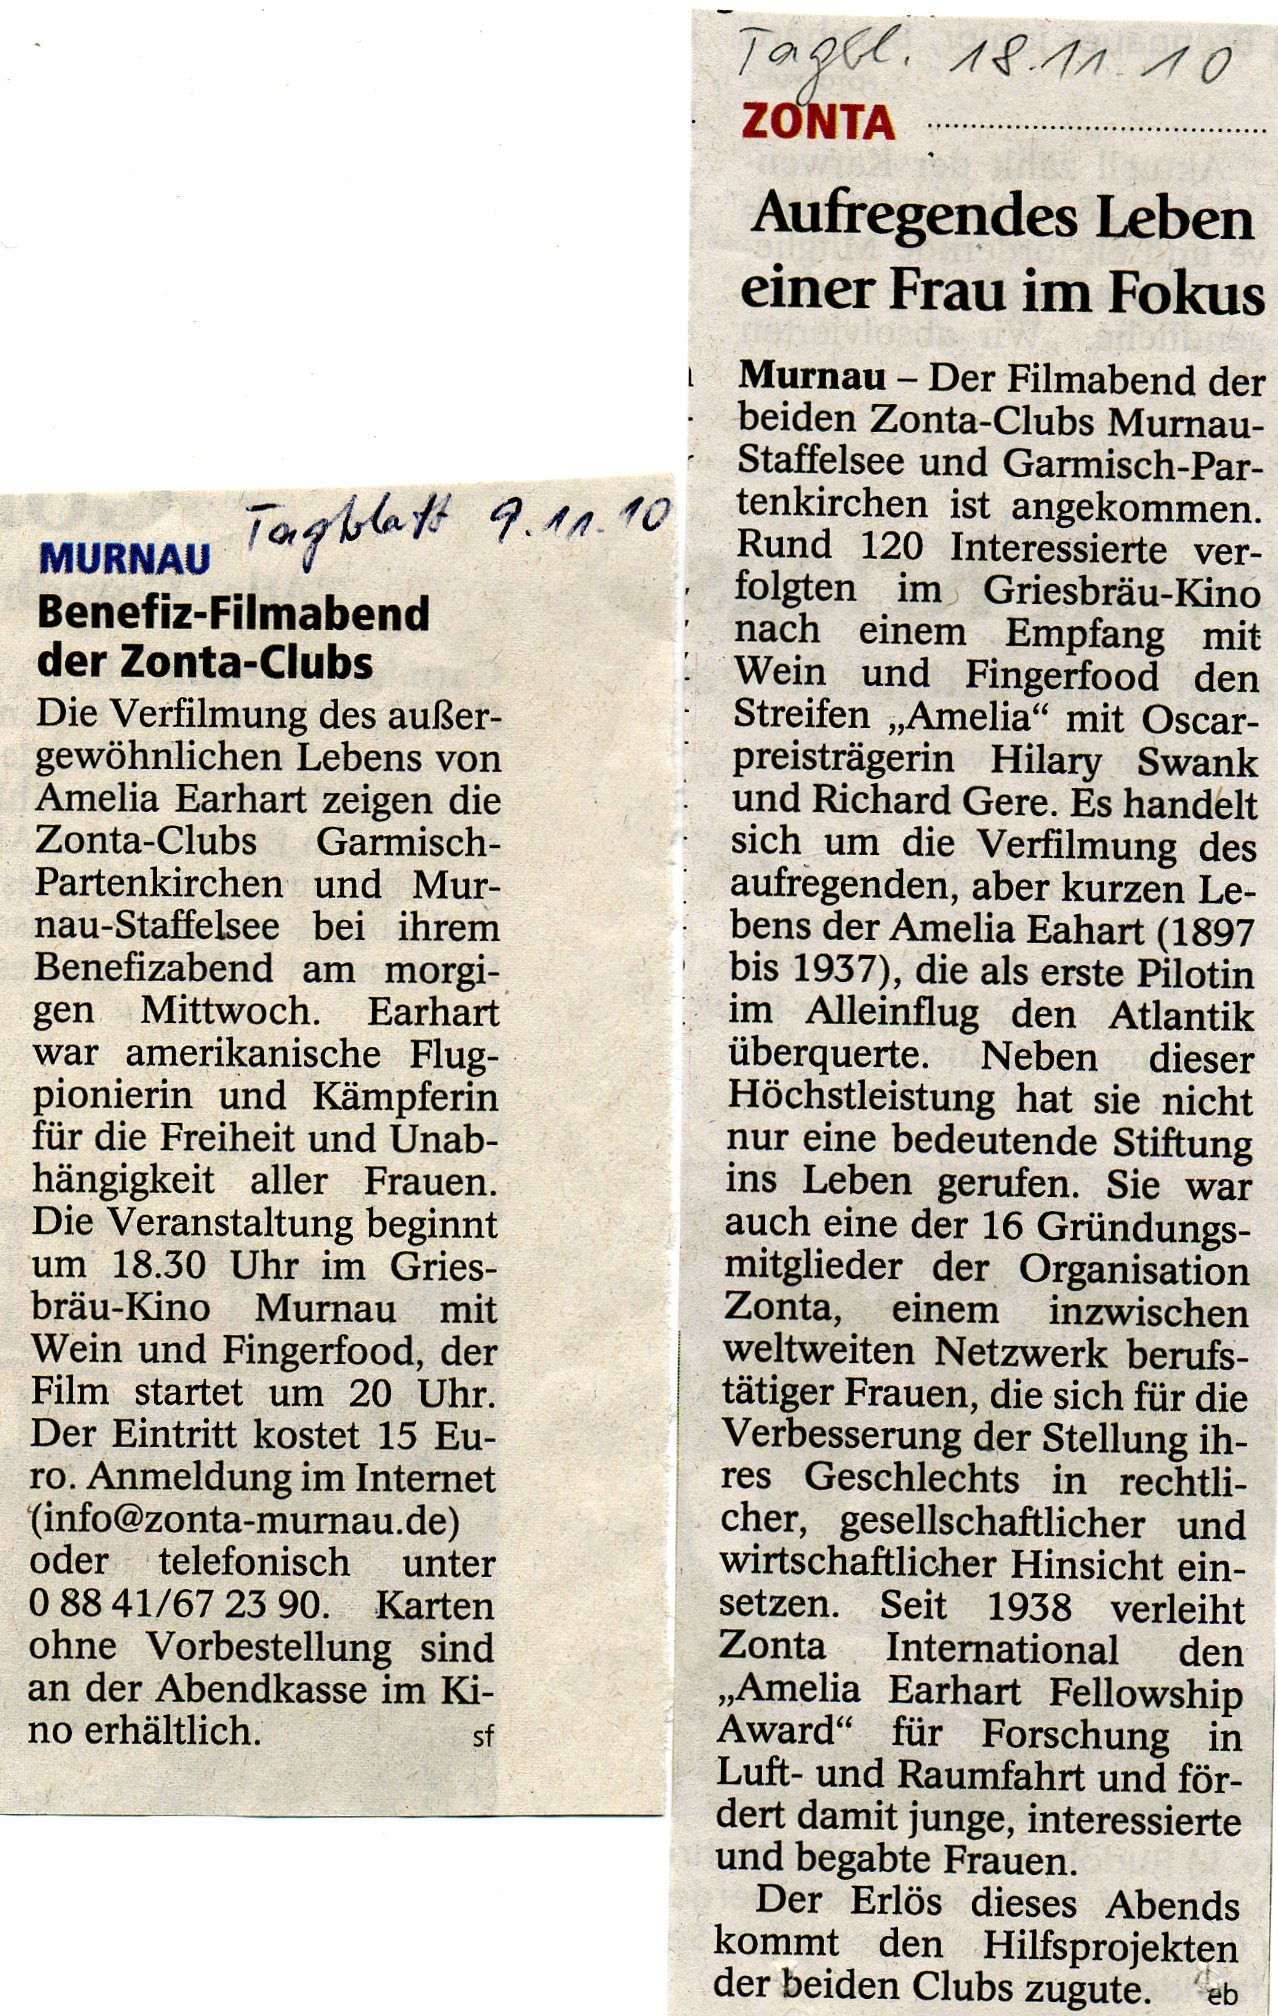 Tagblatt 9.11.10
MURNAU
Benefiz-Filmabend
der Zonta-Clubs
Die Verfilmung des außer-
gewöhnlichen Lebens von
Amelia Earhart zeigen die
Zonta-Clubs Garmisch-
Partenkirchen und Mur-
nau-Staffelsee bei ihrem
Benefizabend am morgi-
gen Mittwoch. Earhart
war amerikanische Flug-
pionierin und Kämpferin
für die Freiheit und Unab-
hängigkeit aller Frauen.
Die Veranstaltung beginnt
um 18.30 Uhr im Gries-
bräu-Kino Murnau mit
Wein und Fingerfood, der
Film startet um 20 Uhr.
Der Eintritt kostet 15 Eu-
ro. Anmeldung im Internet
(info@zonta-murnau.de)
oder telefonisch unter
0 88 41/67 23 90. Karten
ohne Vorbestellung sind
an der Abendkasse im Ki-
no erhältlich. sf
Tagbl. 18.11.10
ZONTA
Aufregendes Leben
einer Frau im Fokus
Murnau – Der Filmabend der
beiden Zonta-Clubs Murnau-
Staffelsee und Garmisch-Par-
tenkirchen ist angekommen.
Rund 120 Interessierte ver-
folgten im Griesbräu-Kino
nach einem Empfang mit
Wein und Fingerfood den
Streifen „Amelia“ mit Oscar-
preisträgerin Hilary Swank
und Richard Gere. Es handelt
sich um die Verfilmung des
aufregenden, aber kurzen Le-
bens der Amelia Eahart (1897
bis 1937), die als erste Pilotin
im Alleinflug den Atlantik
überquerte. Neben dieser
Höchstleistung hat sie nicht
nur eine bedeutende Stiftung
ins Leben gerufen. Sie war
auch eine der 16 Gründungs-
mitglieder der Organisation
Zonta, einem inzwischen
weltweiten Netzwerk berufs-
tätiger Frauen, die sich für die
Verbesserung der Stellung ih-
res Geschlechts in rechtli-
cher, gesellschaftlicher und
wirtschaftlicher Hinsicht ein-
setzen. Seit 1938 verleiht
Zonta International den
„Amelia Earhart Fellowship
Award“ für Forschung in
Luft- und Raumfahrt und för-
dert damit junge, interessierte
und begabte Frauen.
Der Erlös dieses Abends
kommt den Hilfsprojekten
der beiden Clubs zugute. eb